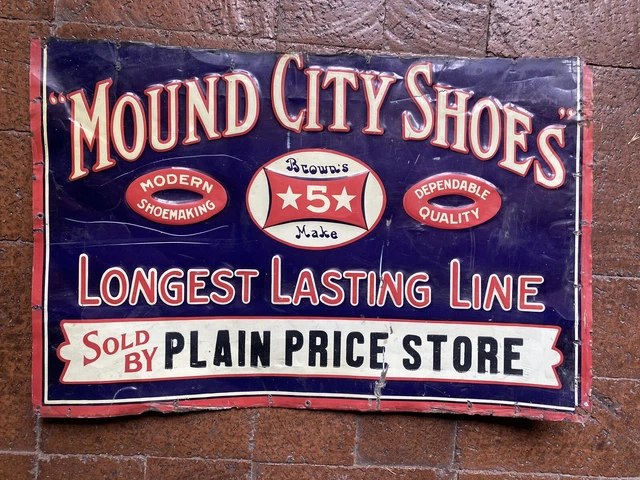 "MOUND CITY SHOES"
MODERN
SHOEMAKING
Brown's
★5★
Make
DEPENDABLE
QUALITY
LONGEST LASTING LINE
SOLD
BY PLAIN PRICE STORE